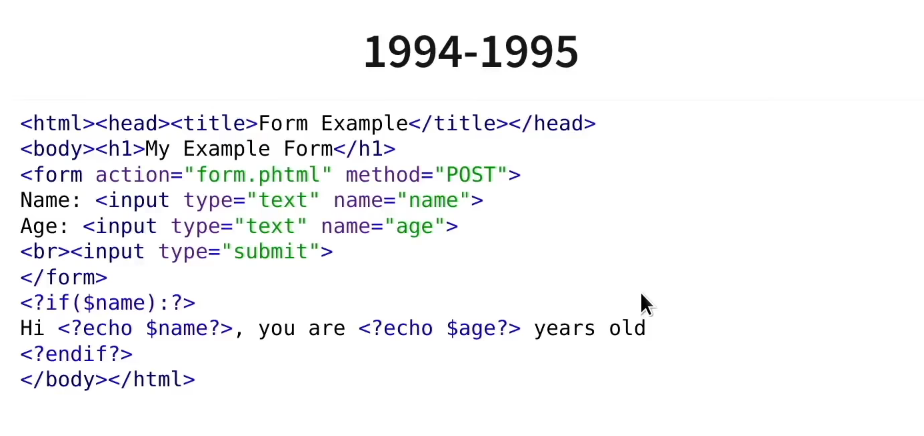 1994-1995
<html><head><title>Form Example</title></head>
<body><h1>My Example Form</h1>
<form action="form.phtml" method="POST">
Name: <input type="text" name="name">
Age: <input type="text" name="age">
<br><input type="submit">
</form>
<?if($name):?>
Hi <?echo $name?>, you are <?echo $age?> years old
<?endif?>
</body></html>